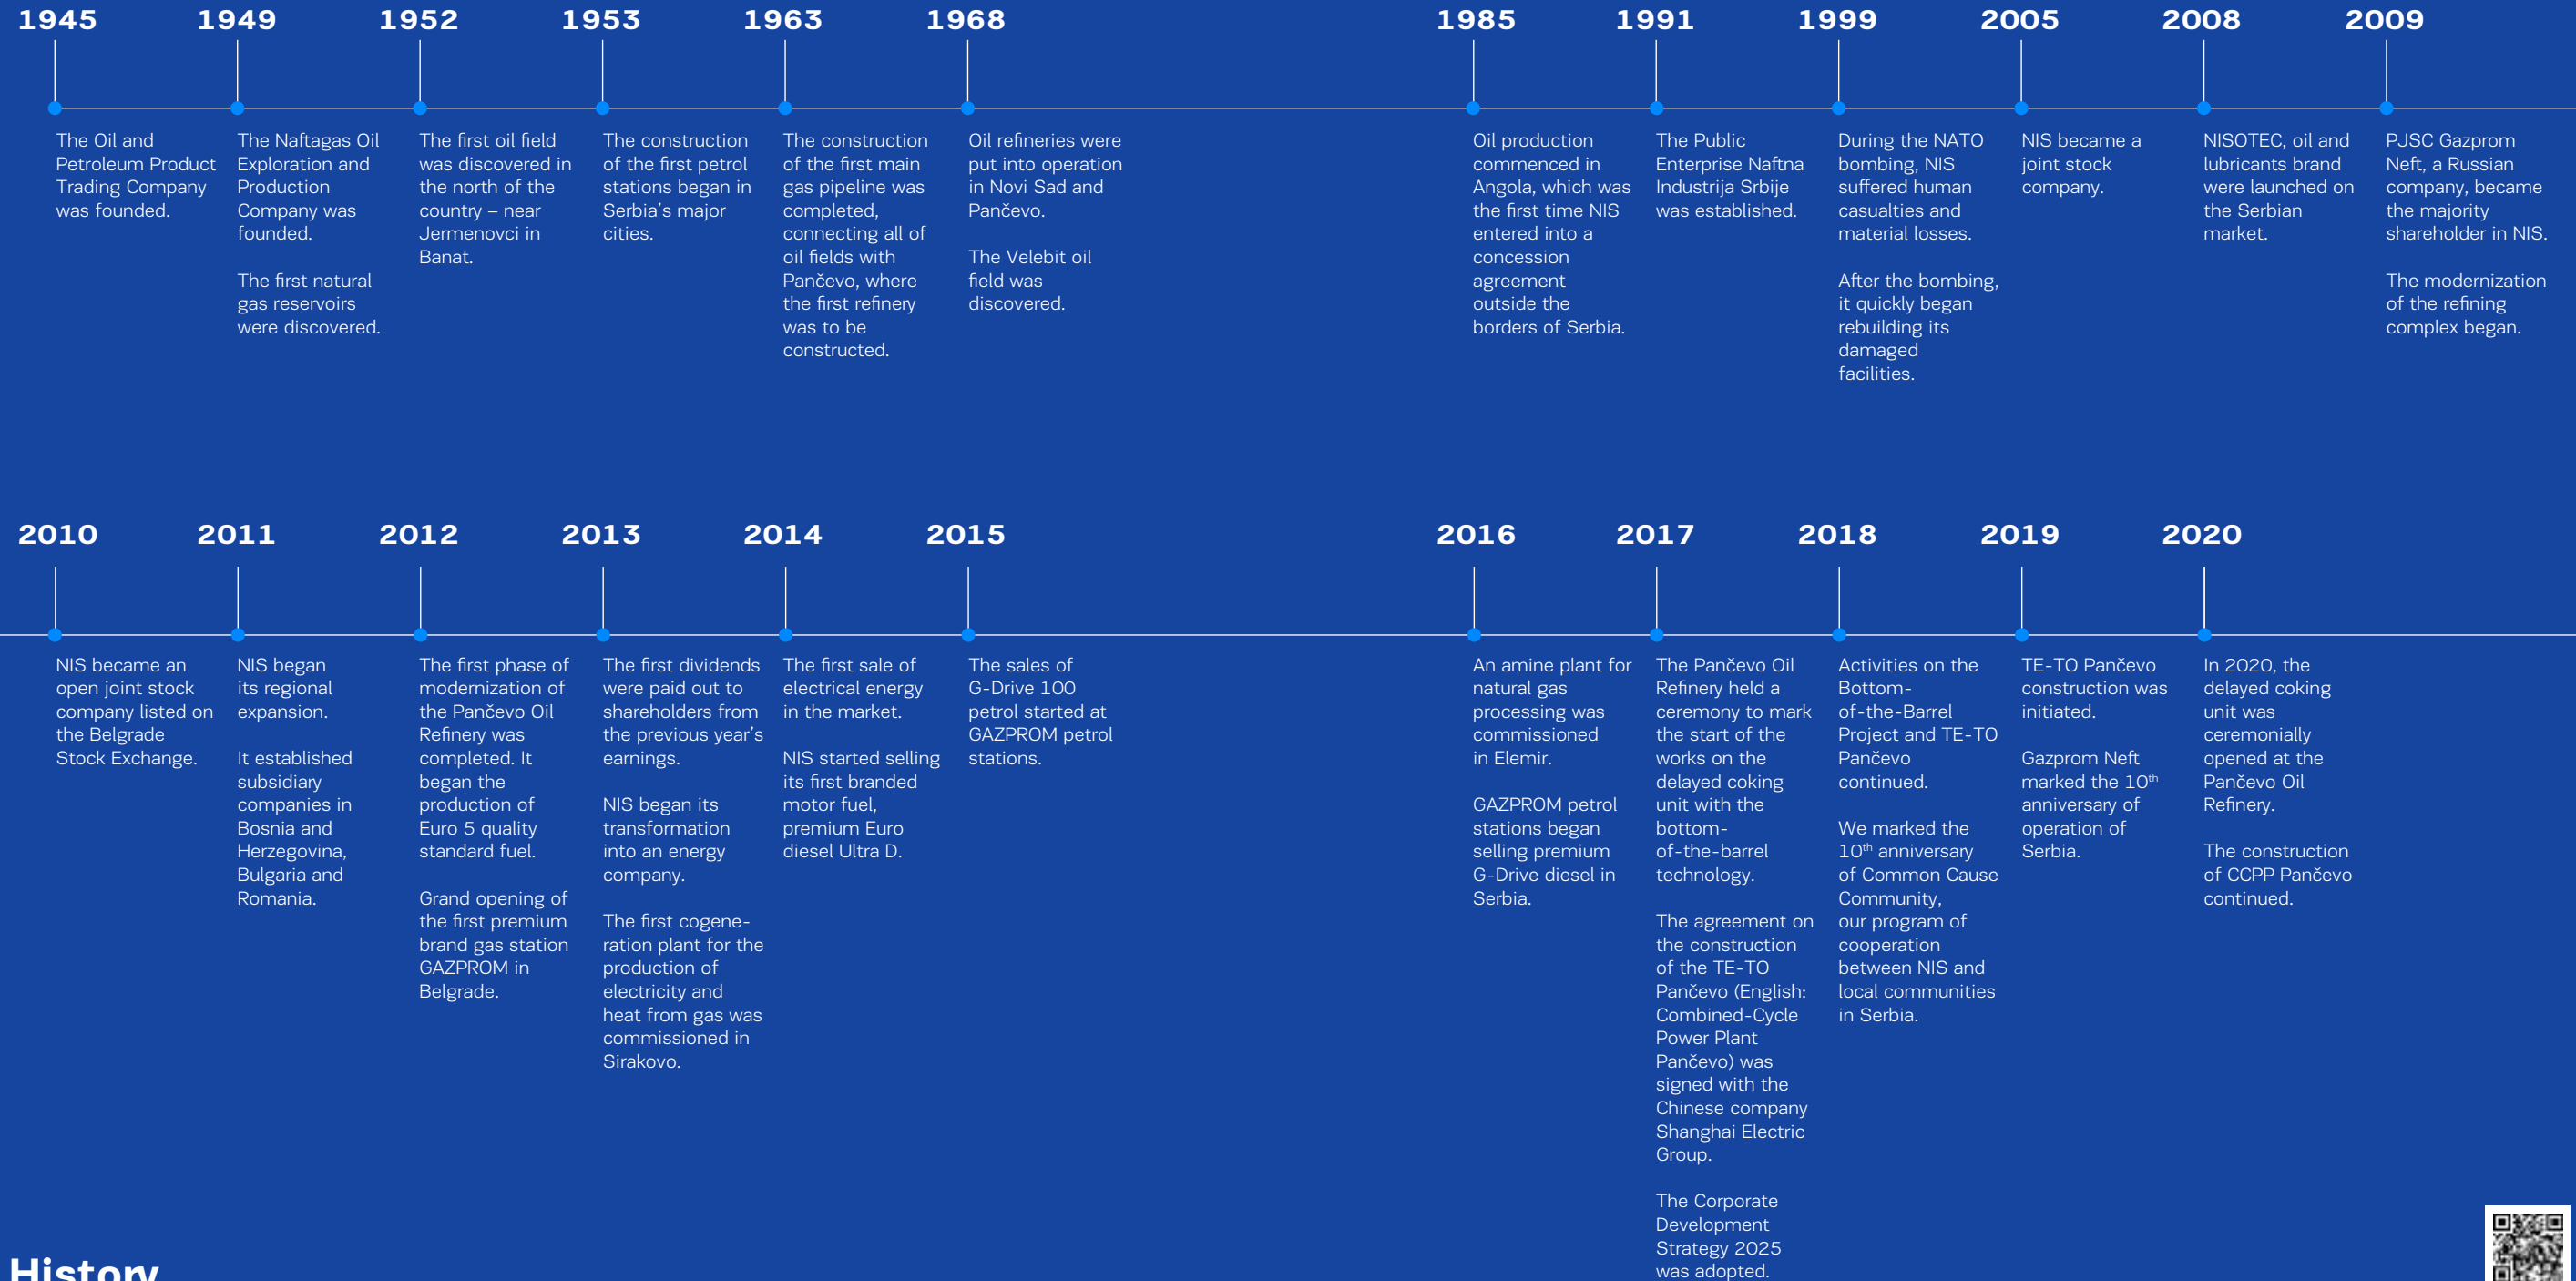 1945
The Oil and
Petroleum Product
Trading Company
was founded.
1949
The Naftagas Oil
Exploration and
Production
Company was
founded.
The first natural
gas reservoirs
were discovered.
1952
The first oil field
was discovered in
the north of the
country – near
Jermenovci in
Banat.
1953
The construction
of the first petrol
stations began in
Serbia’s major
cities.
1963
The construction
of the first main
gas pipeline was
completed,
connecting all of
oil fields with
Pančevo, where
the first refinery
was to be
constructed.
1968
Oil refineries were
put into operation
in Novi Sad and
Pančevo.
The Velebit oil
field was
discovered.
1985
Oil production
commenced in
Angola, which was
the first time NIS
entered into a
concession
agreement
outside the
borders of Serbia.
1991
The Public
Enterprise Naftna
Industrija Srbije
was established.
1999
During the NATO
bombing, NIS
suffered human
casualties and
material losses.
After the bombing,
it quickly began
rebuilding its
damaged
facilities.
2005
NIS became a
joint stock
company.
2008
NISOTEC, oil and
lubricants brand
were launched on
the Serbian
market.
2009
PJSC Gazprom
Neft, a Russian
company, became
the majority
shareholder in NIS.
The modernization
of the refining
complex began.
2010
NIS became an
open joint stock
company listed on
the Belgrade
Stock Exchange.
2011
NIS began
its regional
expansion.
It established
subsidiary
companies in
Bosnia and
Herzegovina,
Bulgaria and
Romania.
2012
The first phase of
modernization of
the Pančevo Oil
Refinery was
completed. It
began the
production of
Euro 5 quality
standard fuel.
Grand opening of
the first premium
brand gas station
GAZPROM in
Belgrade.
2013
The first dividends
were paid out to
shareholders from
the previous year’s
earnings.
NIS began its
transformation
into an energy
company.
The first cogene-
ration plant for the
production of
electricity and
heat from gas was
commissioned in
Sirakovo.
2014
The first sale of
electrical energy
in the market.
NIS started selling
its first branded
motor fuel,
premium Euro
diesel Ultra D.
2015
The sales of
G-Drive 100
petrol started at
GAZPROM petrol
stations.
2016
An amine plant for
natural gas
processing was
commissioned
in Elemir.
GAZPROM petrol
stations began
selling premium
G-Drive diesel in
Serbia.
2017
The Pančevo Oil
Refinery held a
ceremony to mark
the start of the
works on the
delayed coking
unit with the
bottom-
of-the-barrel
technology.
The agreement on
the construction
of the TE-TO
Pančevo (English:
Combined-Cycle
Power Plant
Pančevo) was
signed with the
Chinese company
Shanghai Electric
Group.
The Corporate
Development
Strategy 2025
was adopted.
2018
Activities on the
Bottom-
of-the-Barrel
Project and TE-TO
Pančevo
continued.
We marked the
10th anniversary
of Common Cause
Community,
our program of
cooperation
between NIS and
local communities
in Serbia.
2019
TE-TO Pančevo
construction was
initiated.
Gazprom Neft
marked the 10th
anniversary of
operation of
Serbia.
2020
In 2020, the
delayed coking
unit was
ceremonially
opened at the
Pančevo Oil
Refinery.
The construction
of CCPP Pančevo
continued.
History